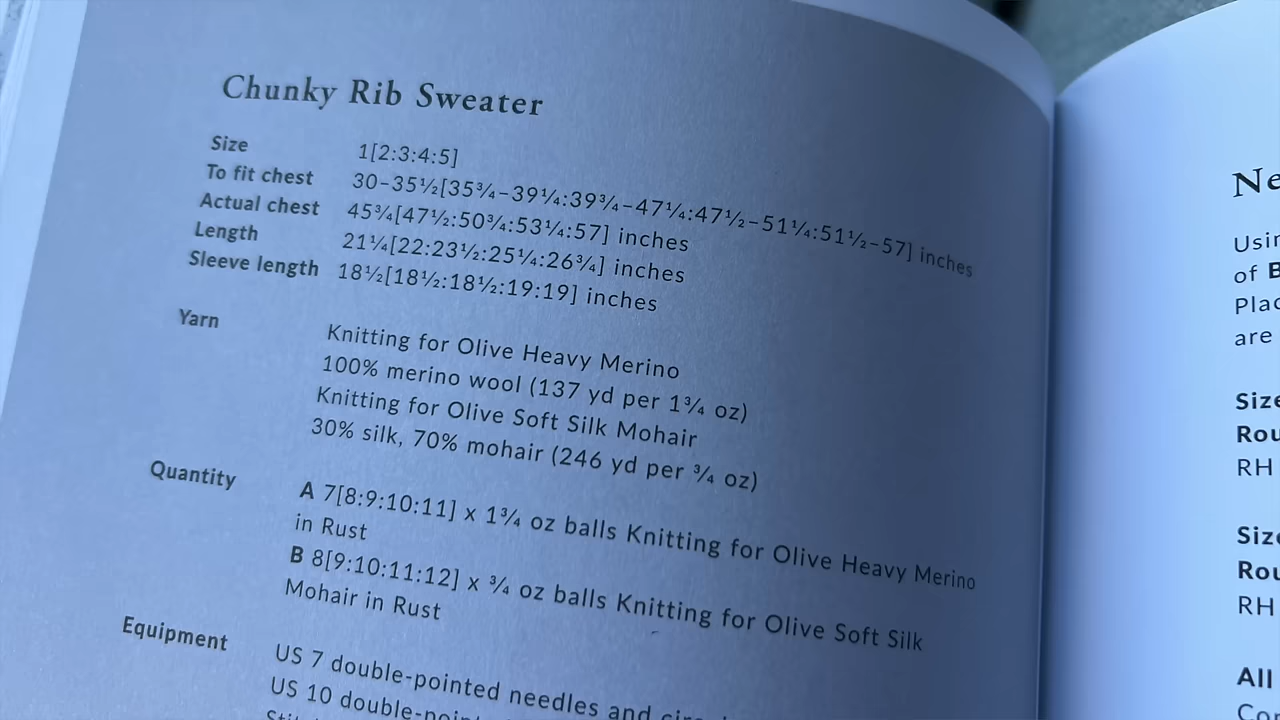 Chunky Rib Sweater
Size 1[2:3:4:5]
To fit chest 30–35½[35¾–39¼:39¾–47¼:47½–51¼:51½–57] inches
Actual chest 45¾[47½:50¾:53¼:57] inches
Length 21¼[22:23½:25¼:26¾] inches
Sleeve length 18½[18½:18½:19:19] inches
Yarn Knitting for Olive Heavy Merino
100% merino wool (137 yd per 1¾ oz)
Knitting for Olive Soft Silk Mohair
30% silk, 70% mohair (246 yd per ¾ oz)
Quantity A 7[8:9:10:11] x 1¾ oz balls Knitting for Olive Heavy Merino
in Rust
B 8[9:10:11:12] x ¾ oz balls Knitting for Olive Soft Silk
Mohair in Rust
Equipment US 7 double-pointed needles and
US 10
Ne
Usin
of B
Plac
are
Size
Rou
RH
Size
Rou
RH
All